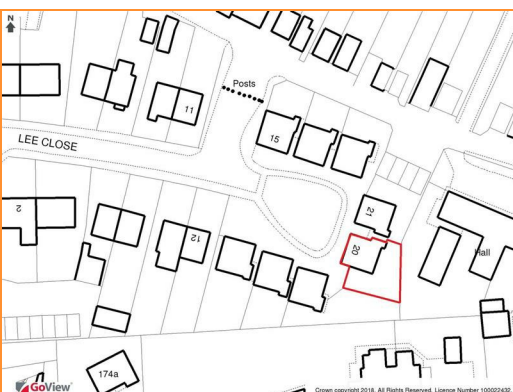 N
Posts
11
15
LEE CLOSE
21
2
12
20
Hall
174a
GoView
Crown copyright 2018. All Rights Reserved. Licence Number 100022432